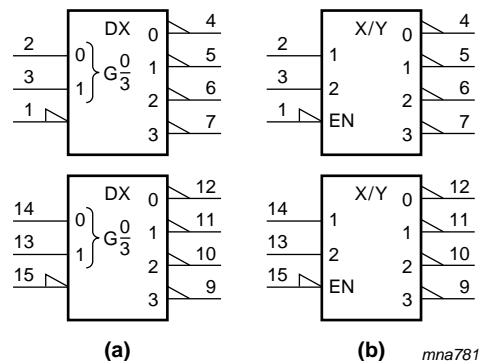 DX
2 0 0 4
3 1 G 0/3 1 5
1 2 6
3 7
X/Y
2 1 0 4
3 2 1 5
1 EN 2 6
3 7
DX
14 0 0 12
13 1 G 0/3 1 11
15 2 10
3 9
X/Y
14 1 0 12
13 2 1 11
15 EN 2 10
3 9
(a) (b) mna781